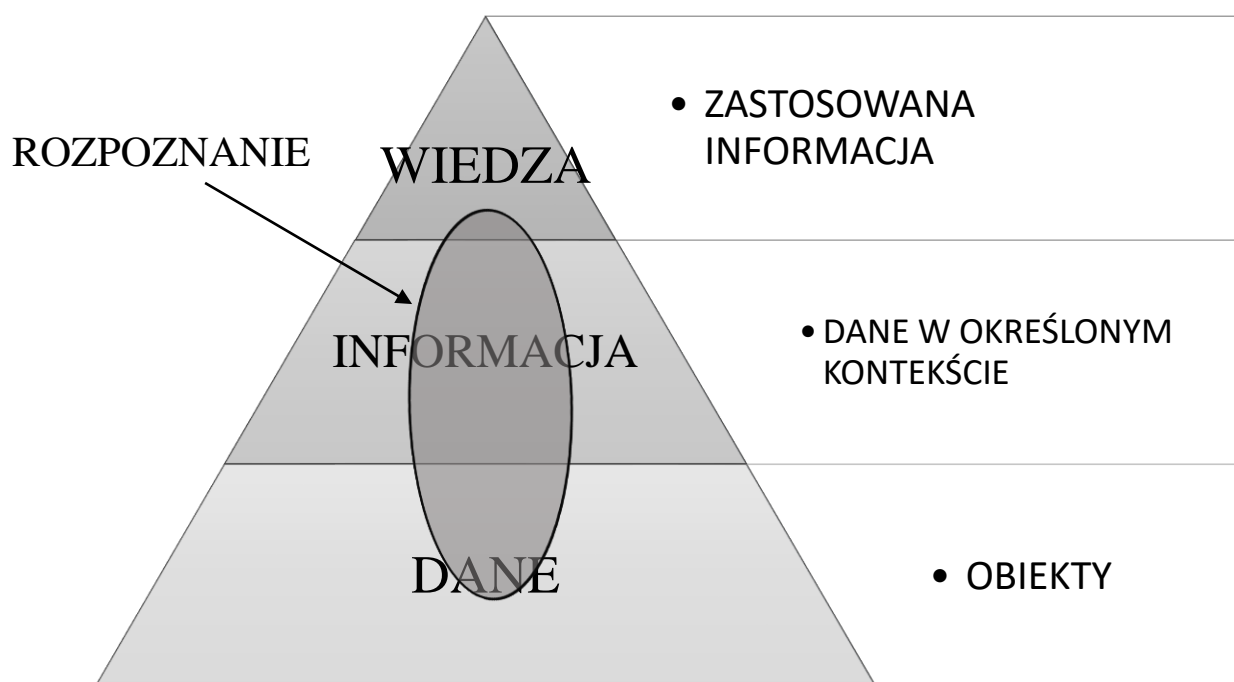 • ZASTOSOWANA
INFORMACJA
ROZPOZNANIE
WIEDZA
INFORMACJA
• DANE W OKREŚLONYM
KONTEKŚCIE
DANE
• OBIEKTY